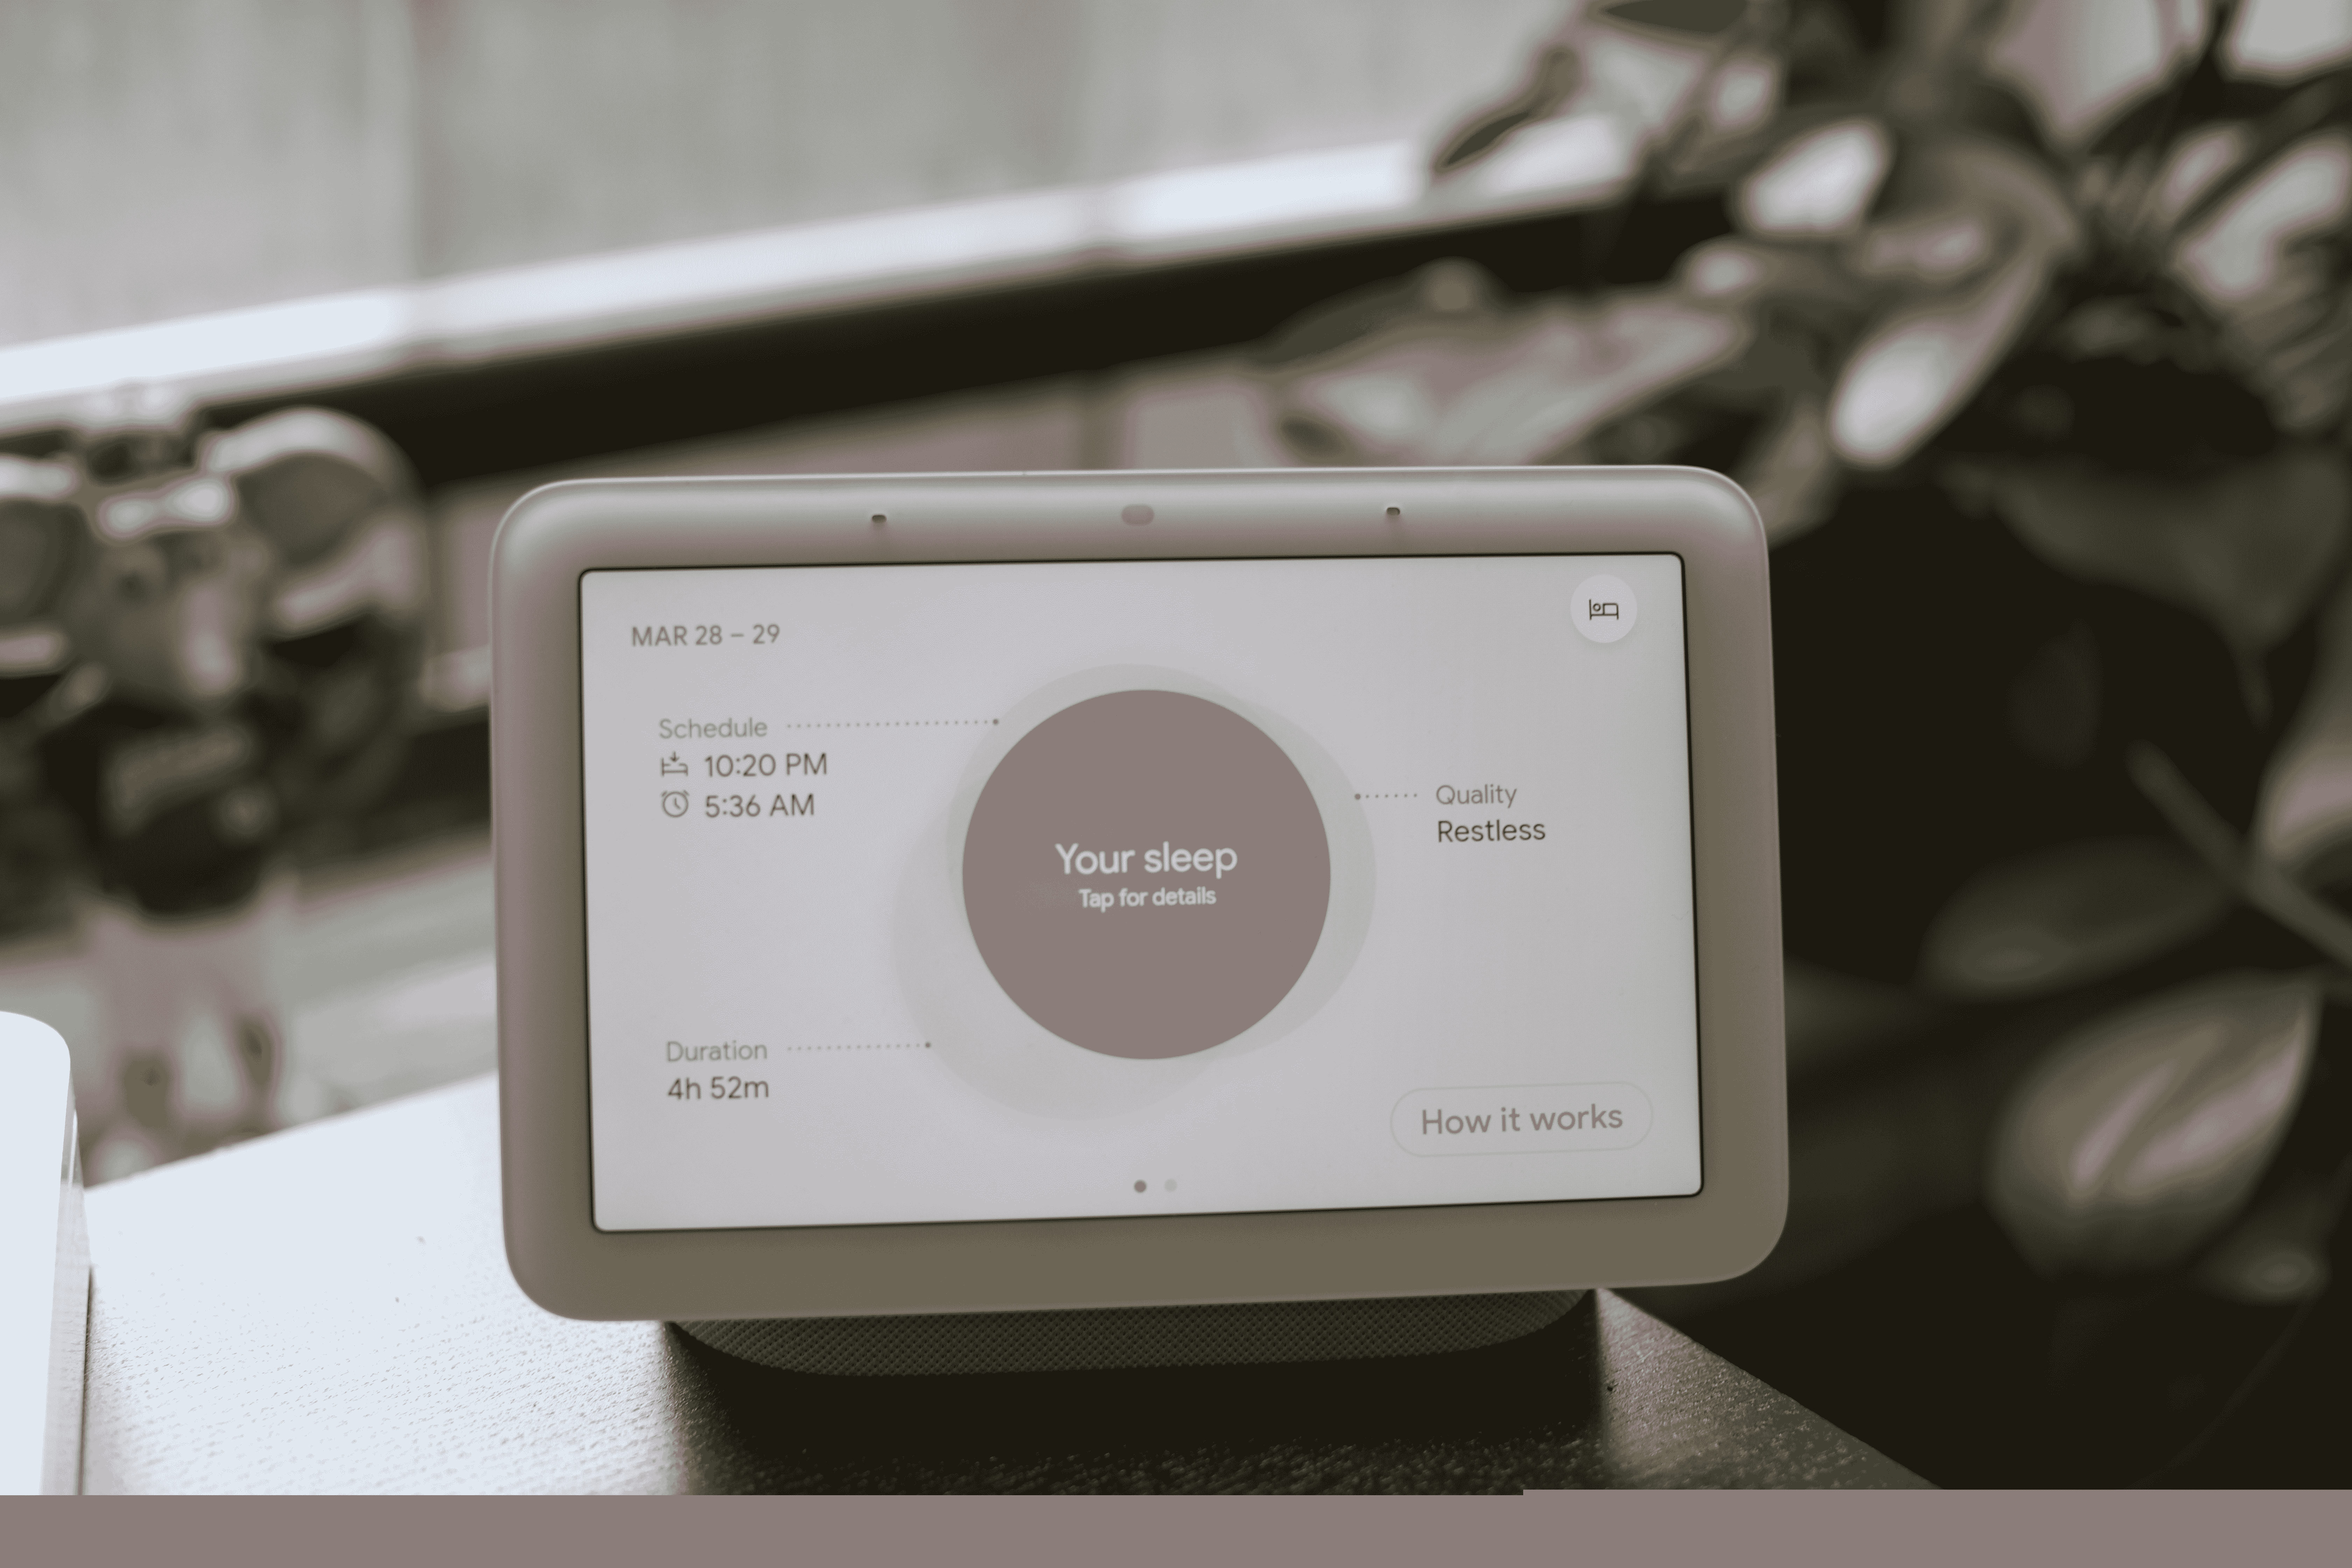 MAR 28 – 29
Schedule
10:20 PM
5:36 AM
Quality
Restless
Your sleep
Tap for details
Duration
4h 52m
How it works